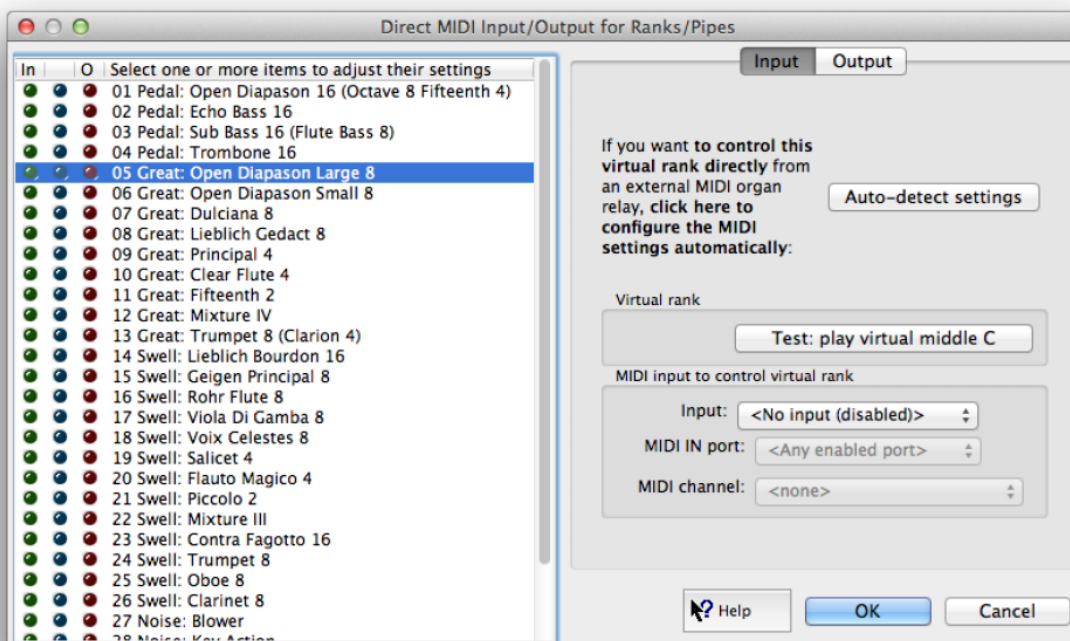 Direct MIDI Input/Output for Ranks/Pipes
In O Select one or more items to adjust their settings
01 Pedal: Open Diapason 16 (Octave 8 Fifteenth 4)
02 Pedal: Echo Bass 16
03 Pedal: Sub Bass 16 (Flute Bass 8)
04 Pedal: Trombone 16
05 Great: Open Diapason Large 8
06 Great: Open Diapason Small 8
07 Great: Dulciana 8
08 Great: Lieblich Gedact 8
09 Great: Principal 4
10 Great: Clear Flute 4
11 Great: Fifteenth 2
12 Great: Mixture IV
13 Great: Trumpet 8 (Clarion 4)
14 Swell: Lieblich Bourdon 16
15 Swell: Geigen Principal 8
16 Swell: Rohr Flute 8
17 Swell: Viola Di Gamba 8
18 Swell: Voix Celestes 8
19 Swell: Salicet 4
20 Swell: Flauto Magico 4
21 Swell: Piccolo 2
22 Swell: Mixture III
23 Swell: Contra Fagotto 16
24 Swell: Trumpet 8
25 Swell: Oboe 8
26 Swell: Clarinet 8
27 Noise: Blower
28 Noise: Key Action
Input Output
If you want to control this
virtual rank directly from
an external MIDI organ
relay, click here to
configure the MIDI
settings automatically:
Auto-detect settings
Virtual rank
Test: play virtual middle C
MIDI input to control virtual rank
Input: <No input (disabled)>
MIDI IN port: <Any enabled port>
MIDI channel: <none>
Help OK Cancel